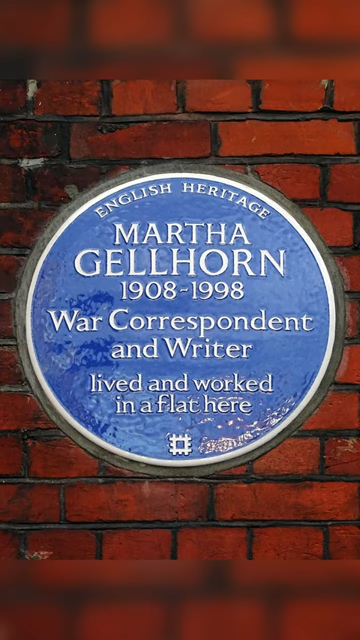 ENGLISH HERITAGE
MARTHA
GELLHORN
1908-1998
War Correspondent
and Writer
lived and worked
in a flat here